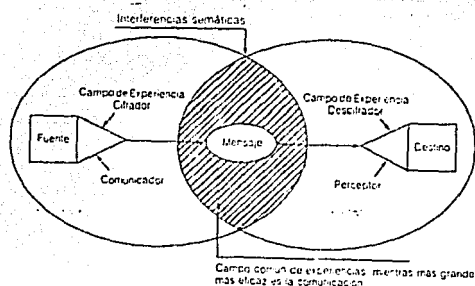 Interferencias semáticas
Campo de Experiencia
Cifrador
Campo de Experiencia
Descifrador
Fuente
Mensaje
Destino
Comunicador
Perceptor
Campo común de experiencias, mientras más grande
más eficaz es la comunicación